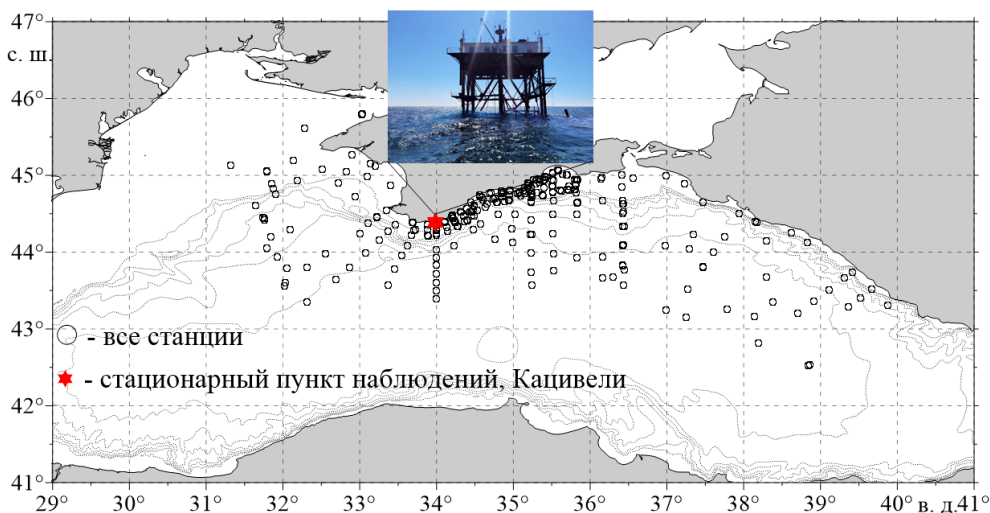 47°
с. ш.
46°
45°
44°
43°
- все станции
- стационарный пункт наблюдений, Кацивели
42°
41°
29° 30° 31° 32° 33° 34° 35° 36° 37° 38° 39° 40° в. д. 41°